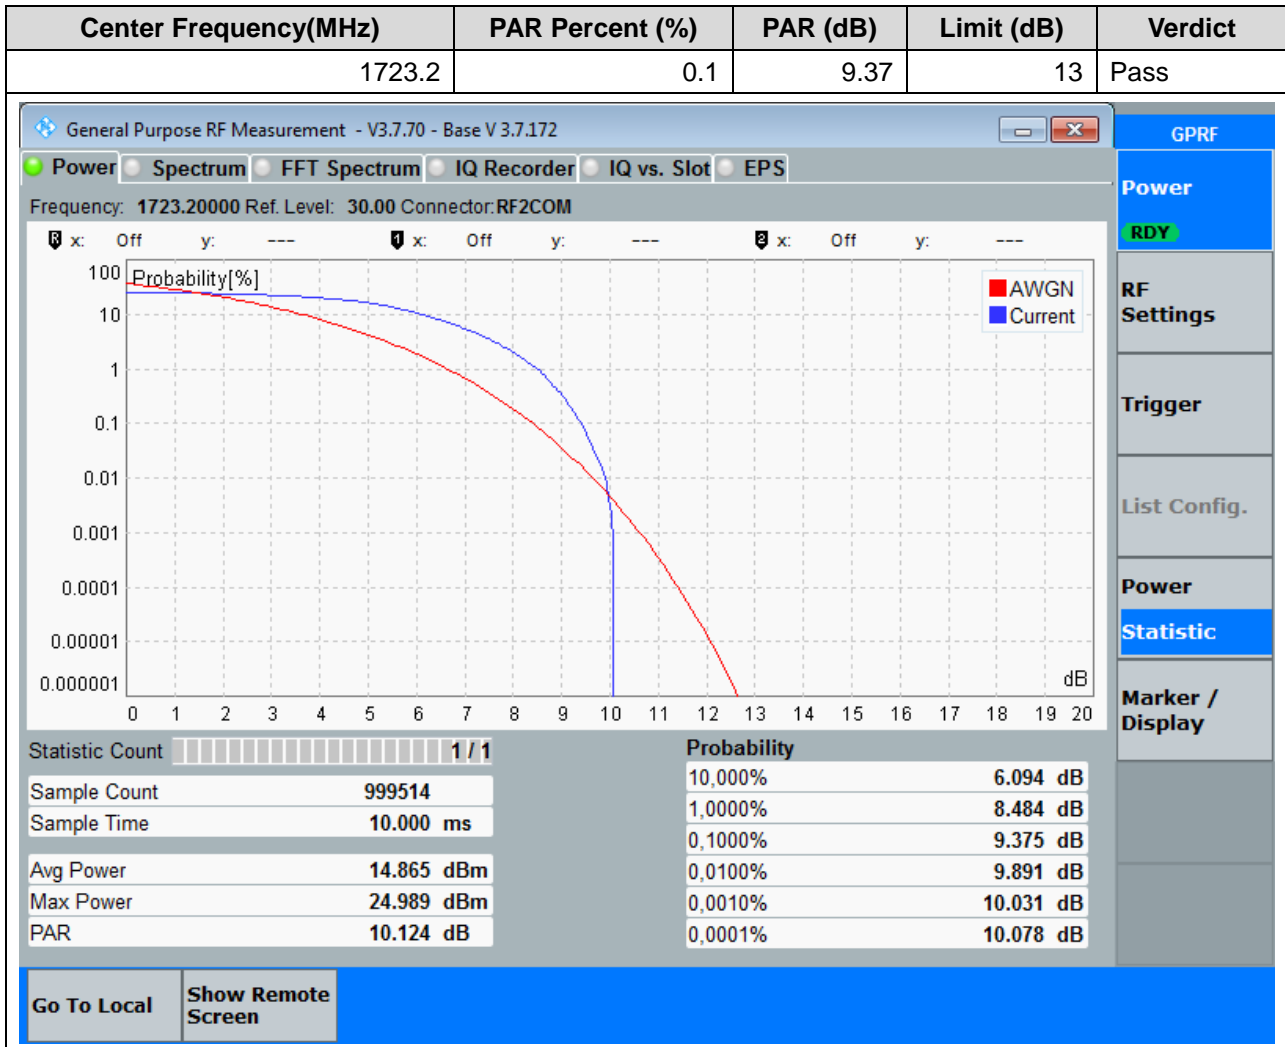 Center Frequency(MHz) PAR Percent (%) PAR (dB) Limit (dB) Verdict
1723.2 0.1 9.37 13 Pass
General Purpose RF Measurement - V3.7.70 - Base V 3.7.172
GPRF
Power Spectrum FFT Spectrum IQ Recorder IQ vs. Slot EPS
Frequency: 1723.20000 Ref. Level: 30.00 Connector:RF2COM
R x: Off y: --- 1 x: Off y: --- 2 x: Off y: ---
Probability[%]
AWGN
Current
100
10
1
0.1
0.01
0.001
0.0001
0.00001
0.000001
dB
0 1 2 3 4 5 6 7 8 9 10 11 12 13 14 15 16 17 18 19 20
Statistic Count 1 / 1
Sample Count 999514
Sample Time 10.000 ms
Avg Power 14.865 dBm
Max Power 24.989 dBm
PAR 10.124 dB
Probability
10,000% 6.094 dB
1,0000% 8.484 dB
0,1000% 9.375 dB
0,0100% 9.891 dB
0,0010% 10.031 dB
0,0001% 10.078 dB
Power
RDY
RF
Settings
Trigger
List Config.
Power
Statistic
Marker /
Display
Go To Local
Show Remote
Screen